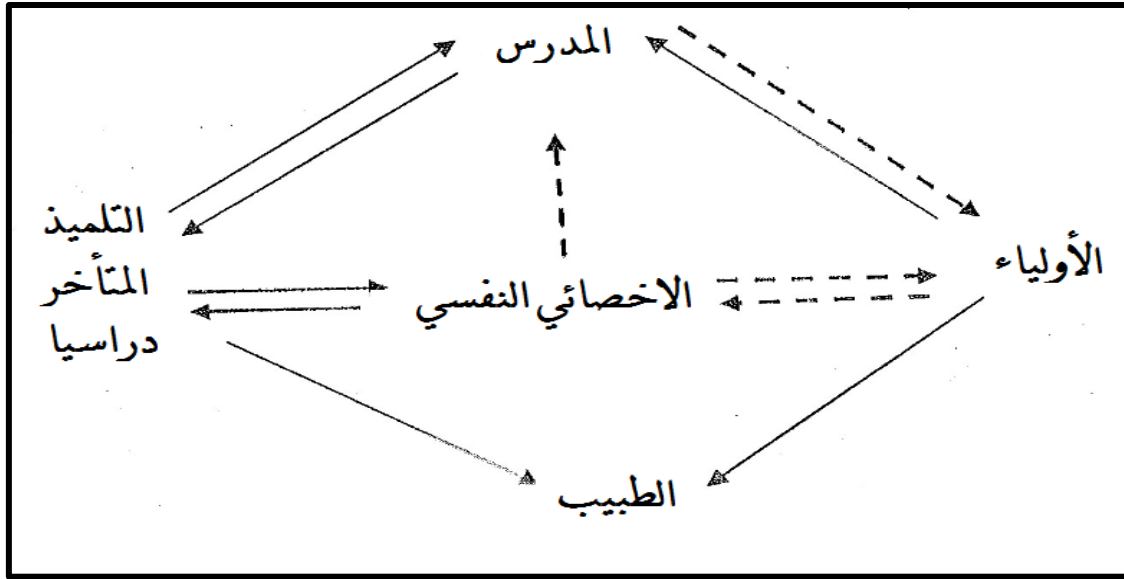 المدرس
التلميذ
المتأخر
دراسيا
الاخصائي النفسي
الأولياء
الطبيب